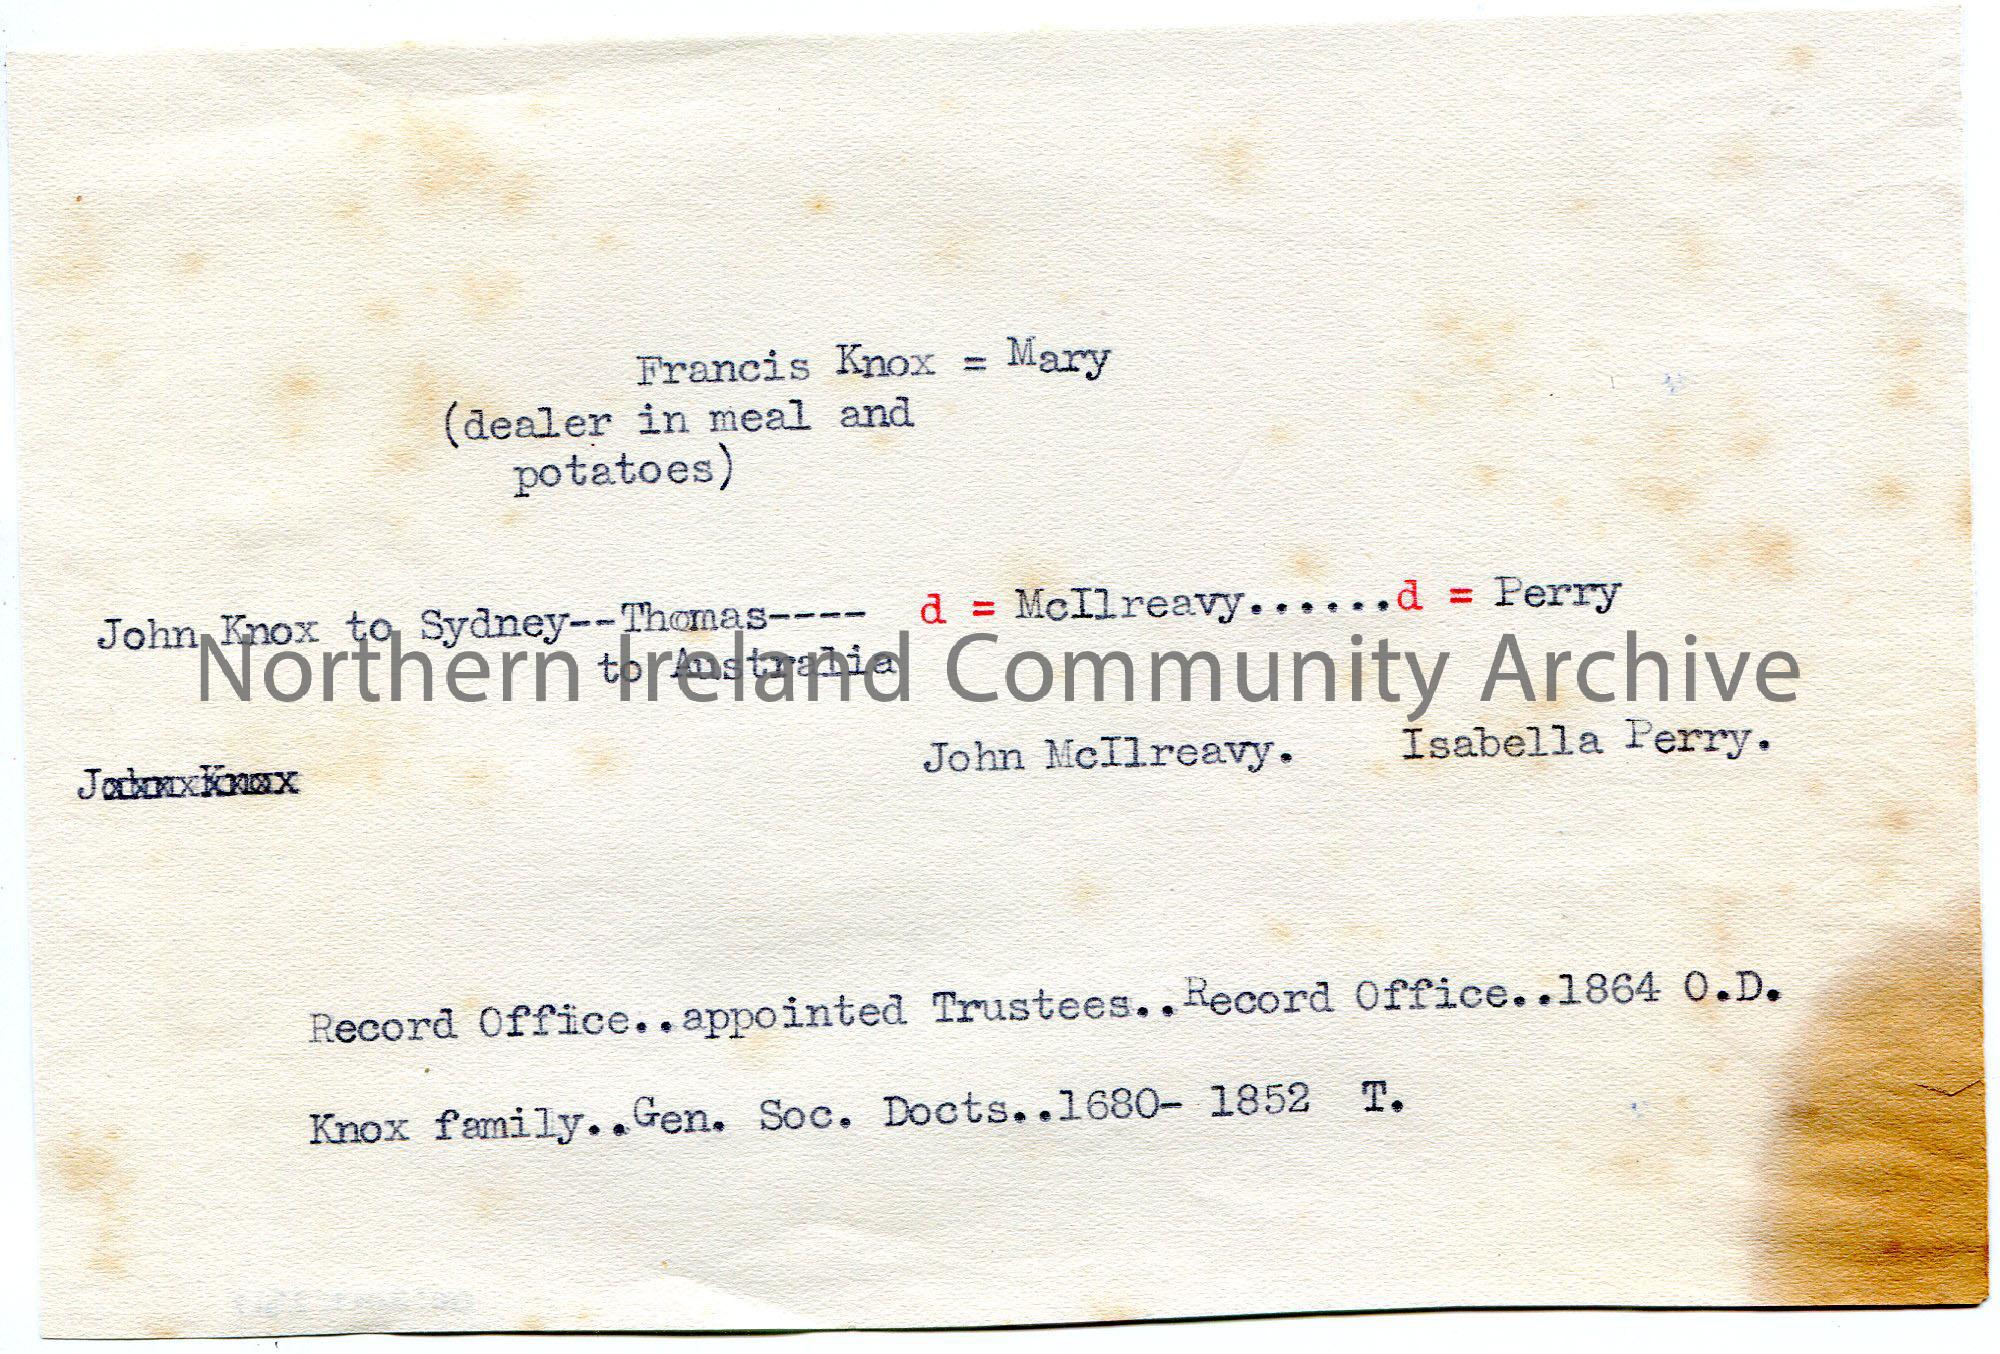 Francis Knox = Mary
(dealer in meal and
potatoes)
John Knox to Sydney--Thomas---- d = McIlreavy......d = Perry
to Australia
Northern Ireland Community Archive
John McIlreavy. Isabella Perry.
John Knox
Record Office..appointed Trustees..Record Office..1864 O.D.
Knox family..Gen. Soc. Docts..1680- 1852 T.